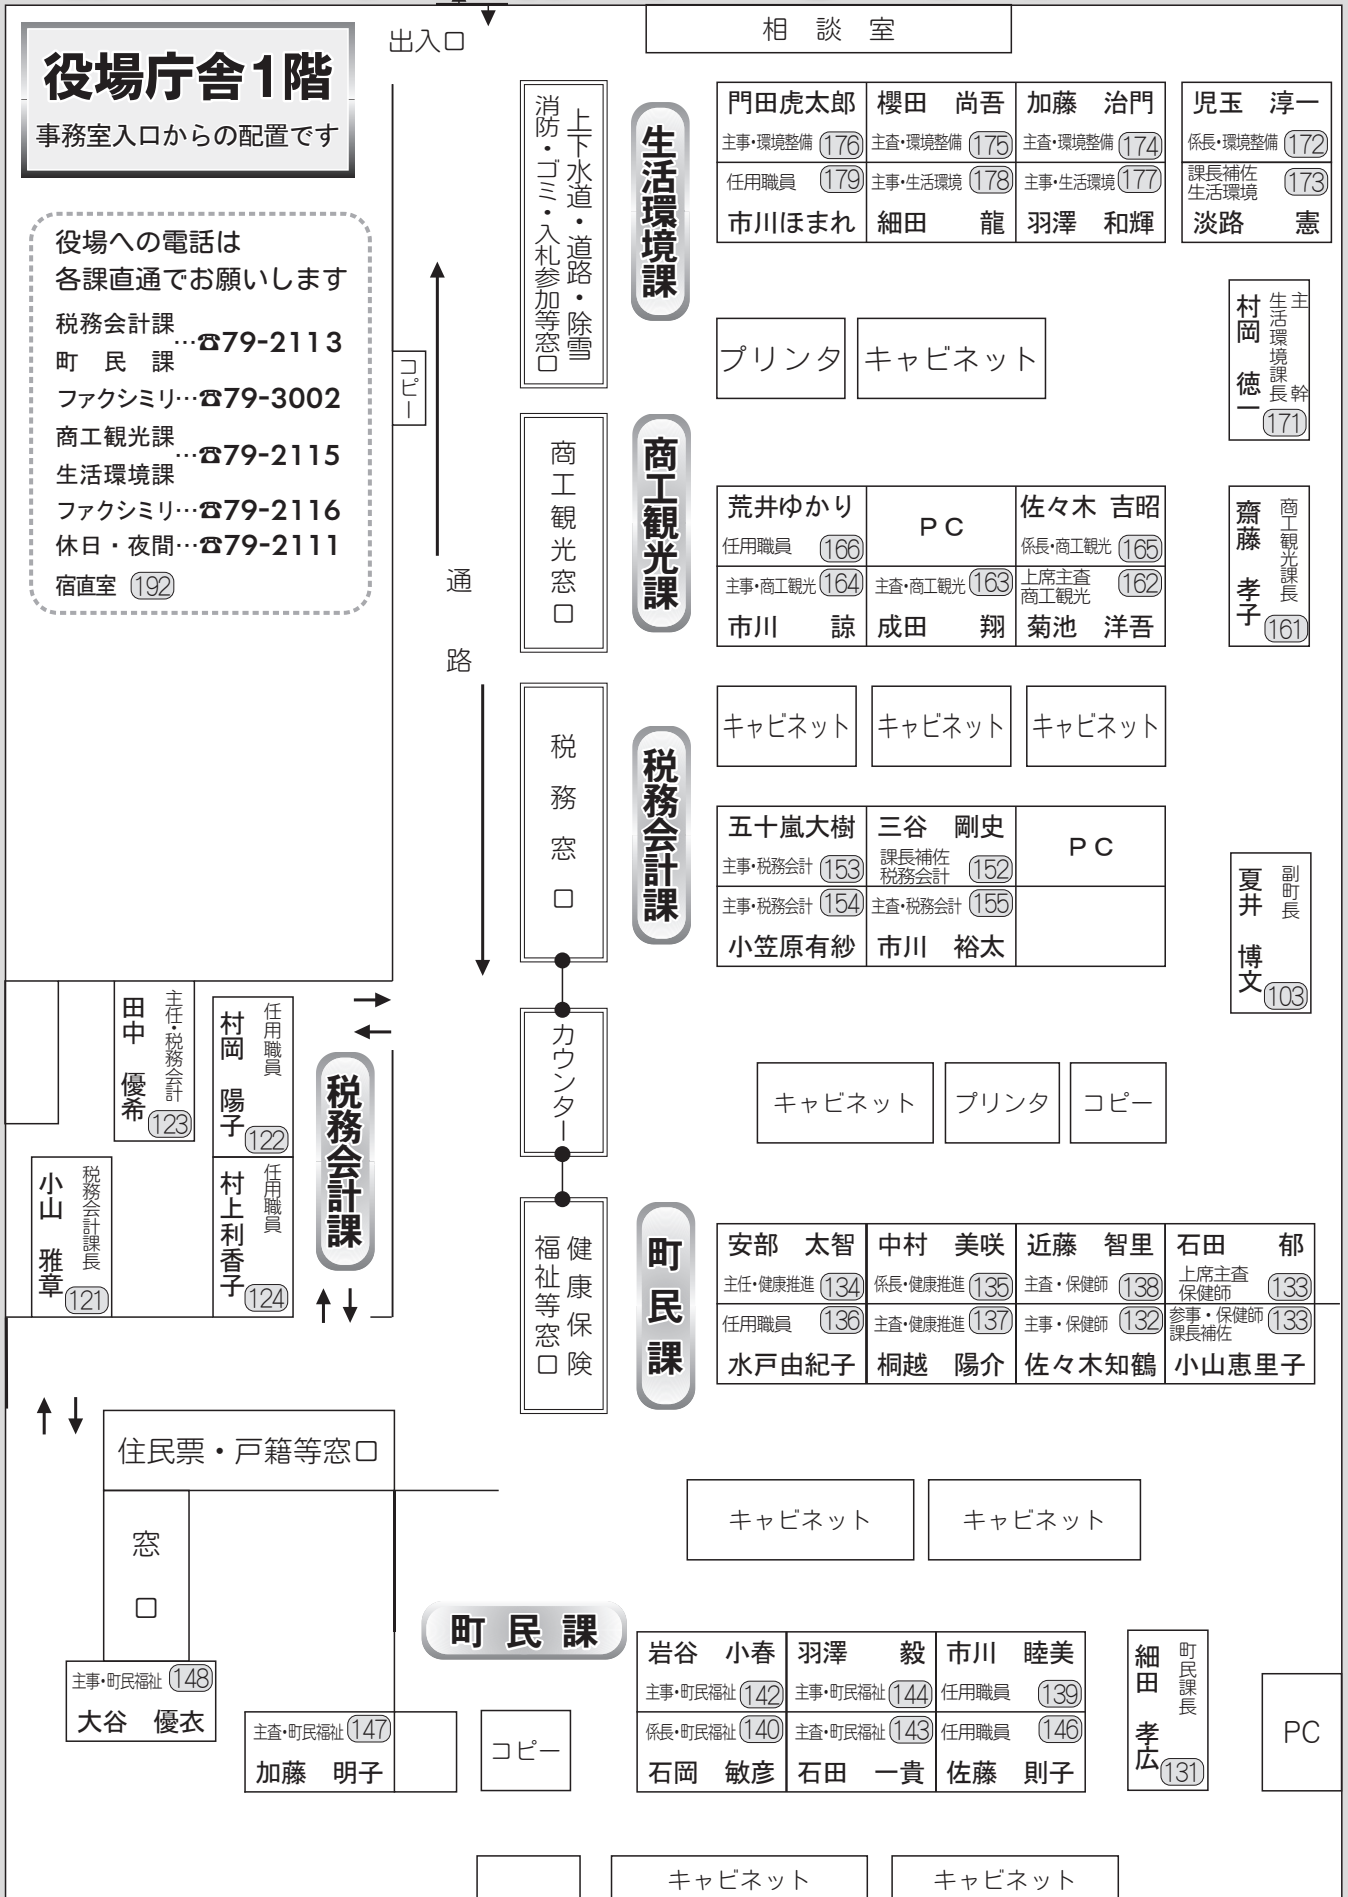 役場庁舎1階
事務室入口からの配置です
出入口
相談室
役場への電話は
各課直通でお願いします
税務会計課
町民課
…☎79-2113
ファクシミリ…☎79-3002
商工観光課
生活環境課
…☎79-2115
ファクシミリ…☎79-2116
休日・夜間…☎79-2111
宿直室 192
コピー
通路
上下水道・道路・除雪
消防・ゴミ・入札参加等窓口
生活環境課
門田虎太郎
主事・環境整備 176
櫻田 尚吾
主査・環境整備 175
加藤 治門
主査・環境整備 174
児玉 淳一
係長・環境整備 172
任用職員 179
市川ほまれ
主事・生活環境 178
細田 龍
主事・生活環境 177
羽澤 和輝
課長補佐
生活環境 173
淡路 憲
プリンタ
キャビネット
主幹
生活環境課長
村岡 徳一 171
商工観光窓口
商工観光課
荒井ゆかり
任用職員 166
PC
佐々木 吉昭
係長・商工観光 165
主事・商工観光 164
市川 諒
主査・商工観光 163
成田 翔
上席主査
商工観光 162
菊池 洋吾
商工観光課長
齋藤 孝子 161
キャビネット
キャビネット
キャビネット
税務窓口
税務会計課
五十嵐大樹
主事・税務会計 153
三谷 剛史
課長補佐
税務会計 152
PC
主事・税務会計 154
小笠原有紗
主査・税務会計 155
市川 裕太
副町長
夏井 博文 103
カウンター
キャビネット
プリンタ
コピー
主任・税務会計
田中 優希 123
任用職員
村岡 陽子 122
税務会計課
税務会計課長
小山 雅章 121
任用職員
村上利香子 124
健康保険
福祉等窓口
町民課
安部 太智
主任・健康推進 134
中村 美咲
係長・健康推進 135
近藤 智里
主査・保健師 138
石田 郁
上席主査
保健師 133
任用職員 136
水戸由紀子
主査・健康推進 137
桐越 陽介
主事・保健師 132
佐々木知鶴
参事・保健師
課長補佐 133
小山恵里子
住民票・戸籍等窓口
窓口
キャビネット
キャビネット
町民課
主事・町民福祉 148
大谷 優衣
主査・町民福祉 147
加藤 明子
コピー
岩谷 小春
主事・町民福祉 142
羽澤 毅
主事・町民福祉 144
市川 睦美
任用職員 139
係長・町民福祉 140
石岡 敏彦
主査・町民福祉 143
石田 一貴
任用職員 146
佐藤 則子
町民課長
細田 孝広 131
PC
キャビネット
キャビネット